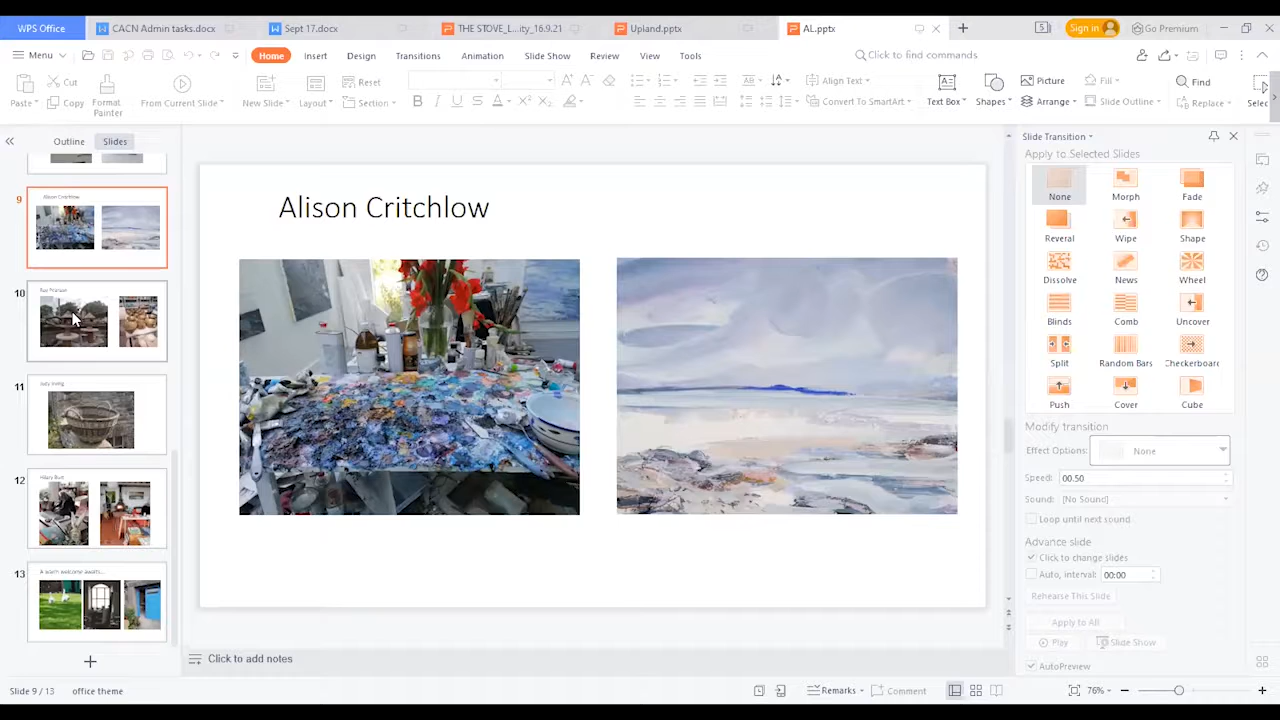 WPS Office CACN Admin tasks.docx Sept 17.docx THE STOVE_L...ity_16.9.21 Upland.pptx AL.pptx Sign in Go Premium
Menu Home Insert Design Transitions Animation Slide Show Review View Tools Click to find commands
Cut Reset Align Text Picture Fill Find
Paste Copy Format Painter From Current Slide New Slide Layout Section Convert To SmartArt Text Box Shapes Arrange Slide Outline Replace Selec
Outline Slides
Slide Transition
Apply to Selected Slides
None Morph Fade
Reveral Wipe Shape
Dissolve News Wheel
Blinds Comb Uncover
Split Random Bars Checkerboard
Push Cover Cube
Modify transition
Effect Options: None
Speed: 00.50
Sound: [No Sound]
Loop until next sound
Advance slide
Click to change slides
Auto, interval: 00:00
Rehearse This Slide
Apply to All
Play Slide Show
AutoPreview
9
Alison Critchlow
10
11
12
13
A warm welcome awaits...
Alison Critchlow
Click to add notes
Slide 9 / 13 office theme Remarks Comment 76%